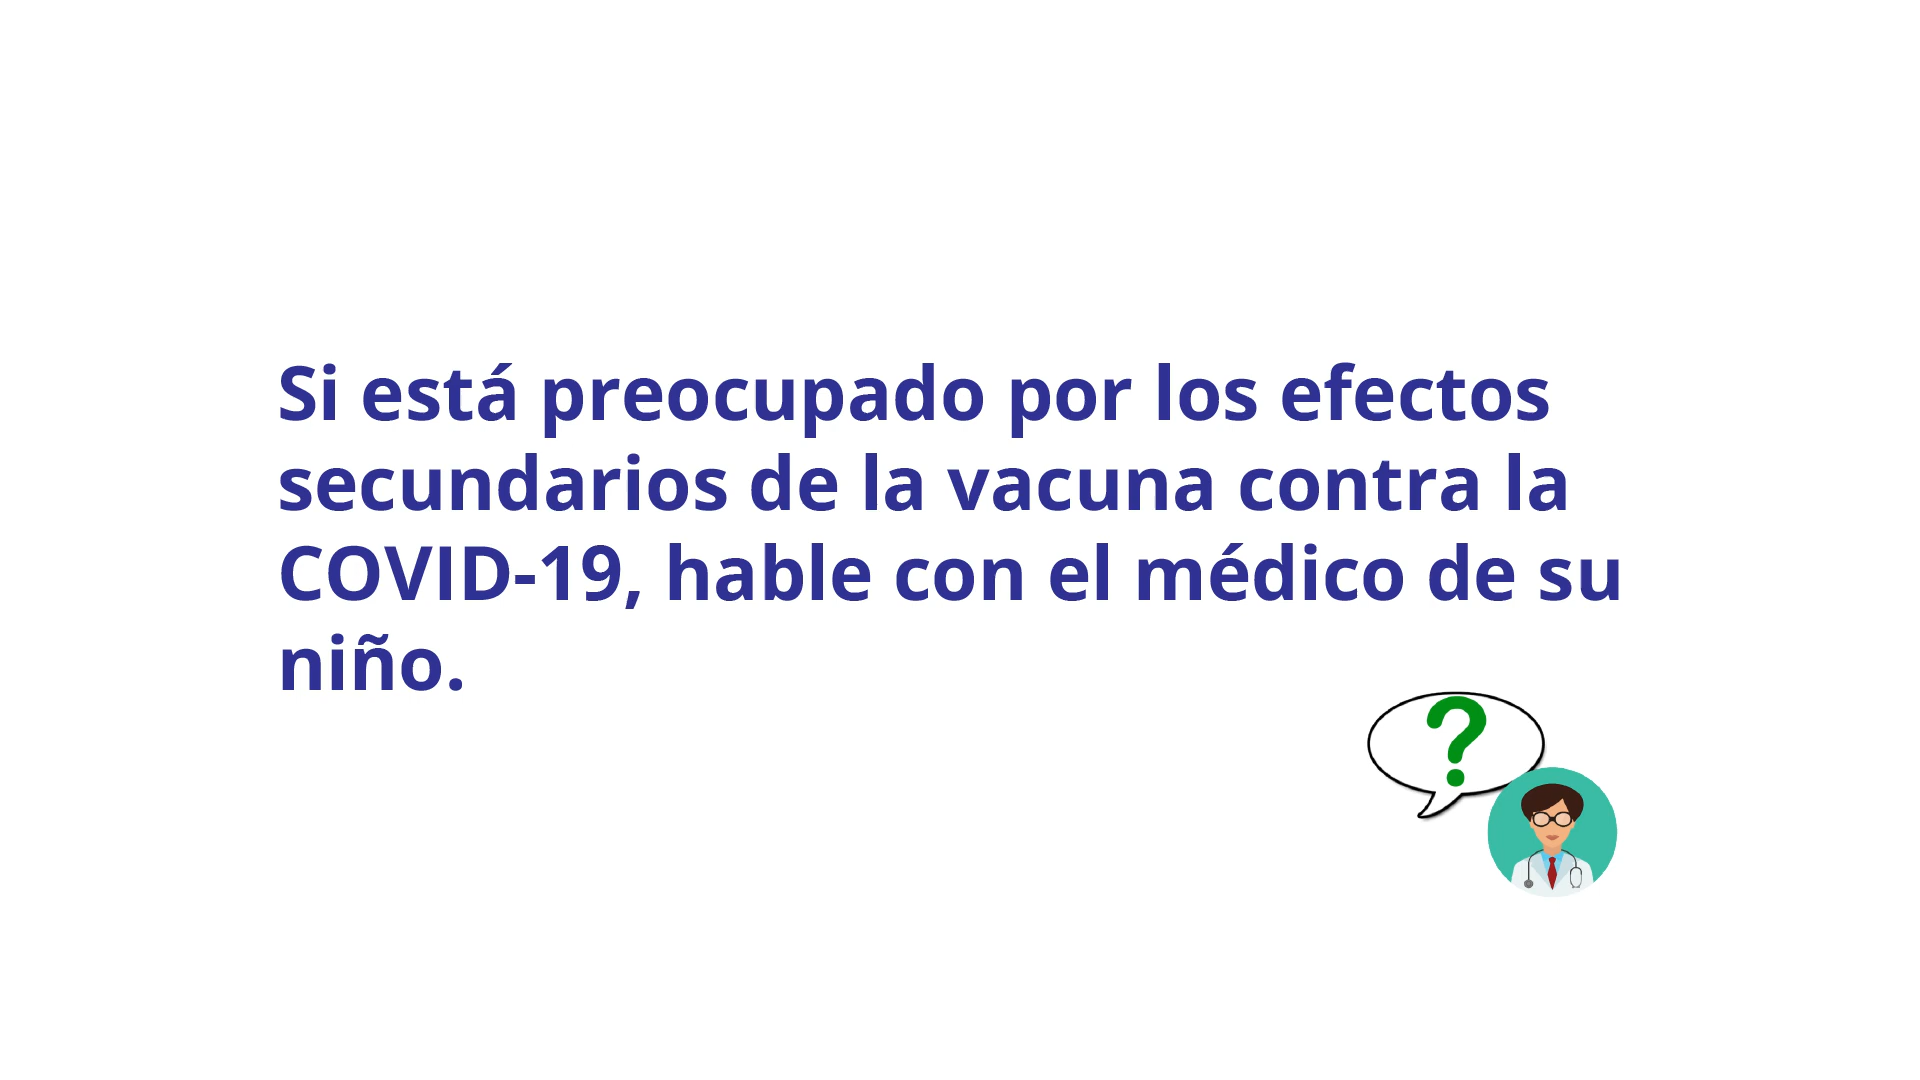 Si está preocupado por los efectos
secundarios de la vacuna contra la
COVID-19, hable con el médico de su
niño.
?